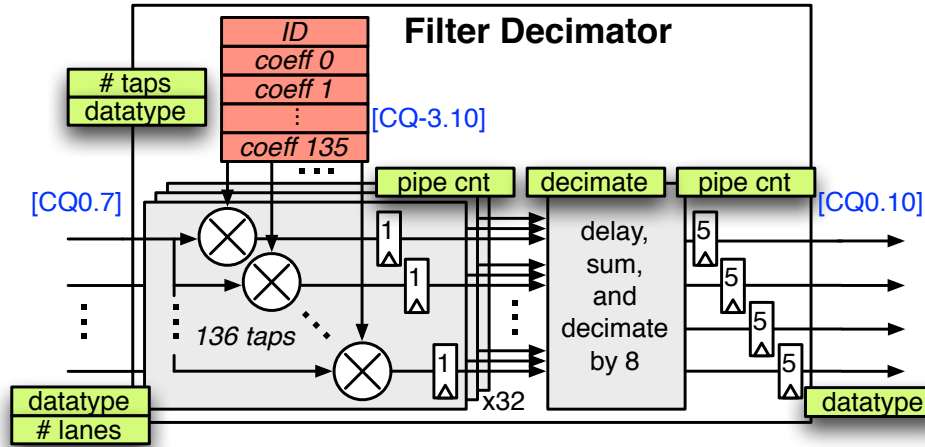 Filter Decimator
ID
coeff 0
coeff 1
⋮
coeff 135
# taps
datatype
[CQ-3.10]
pipe cnt
decimate
pipe cnt
[CQ0.7]
[CQ0.10]
1
1
1
136 taps
x32
delay,
sum,
and
decimate
by 8
5
5
5
5
datatype
# lanes
datatype